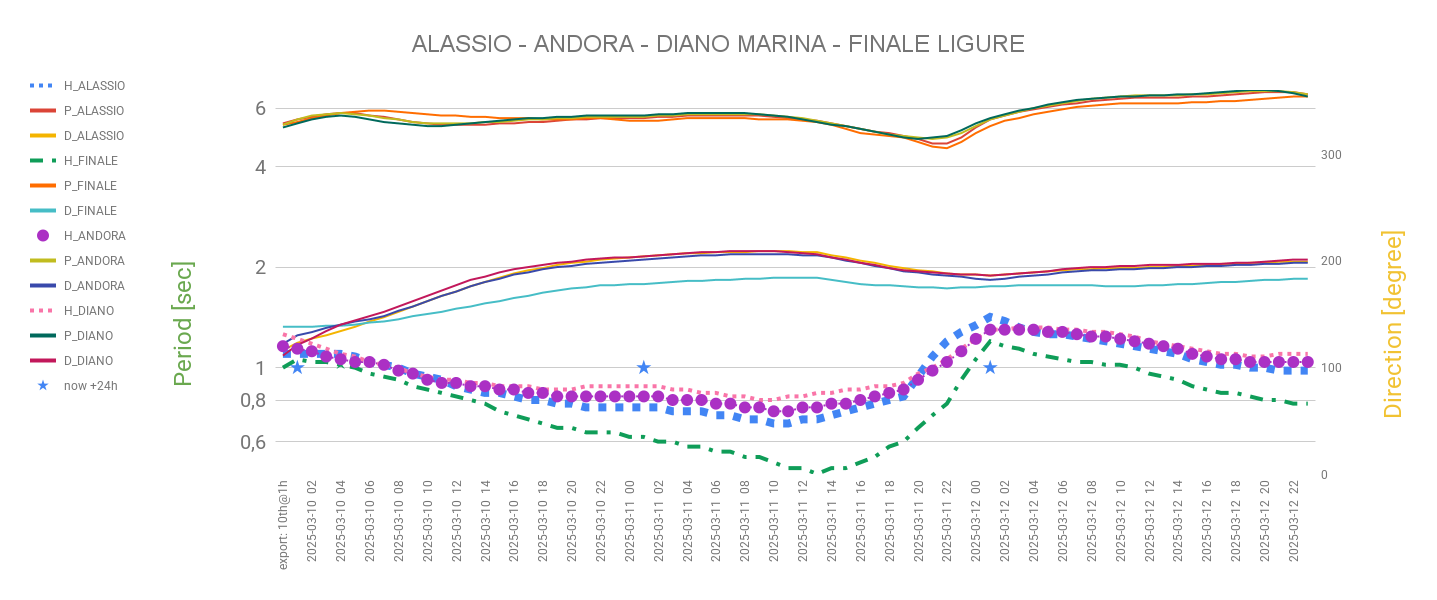 ALASSIO - ANDORA - DIANO MARINA - FINALE LIGURE
H_ALASSIO
P_ALASSIO
D_ALASSIO
H_FINALE
P_FINALE
D_FINALE
H_ANDORA
P_ANDORA
D_ANDORA
H_DIANO
P_DIANO
D_DIANO
now +24h
Period [sec]
6
4
2
1
0,8
0,6
300
200
100
0
Direction [degree]
export: 10th@1h
2025-03-10 02
2025-03-10 04
2025-03-10 06
2025-03-10 08
2025-03-10 10
2025-03-10 12
2025-03-10 14
2025-03-10 16
2025-03-10 18
2025-03-10 20
2025-03-10 22
2025-03-11 00
2025-03-11 02
2025-03-11 04
2025-03-11 06
2025-03-11 08
2025-03-11 10
2025-03-11 12
2025-03-11 14
2025-03-11 16
2025-03-11 18
2025-03-11 20
2025-03-11 22
2025-03-12 00
2025-03-12 02
2025-03-12 04
2025-03-12 06
2025-03-12 08
2025-03-12 10
2025-03-12 12
2025-03-12 14
2025-03-12 16
2025-03-12 18
2025-03-12 20
2025-03-12 22